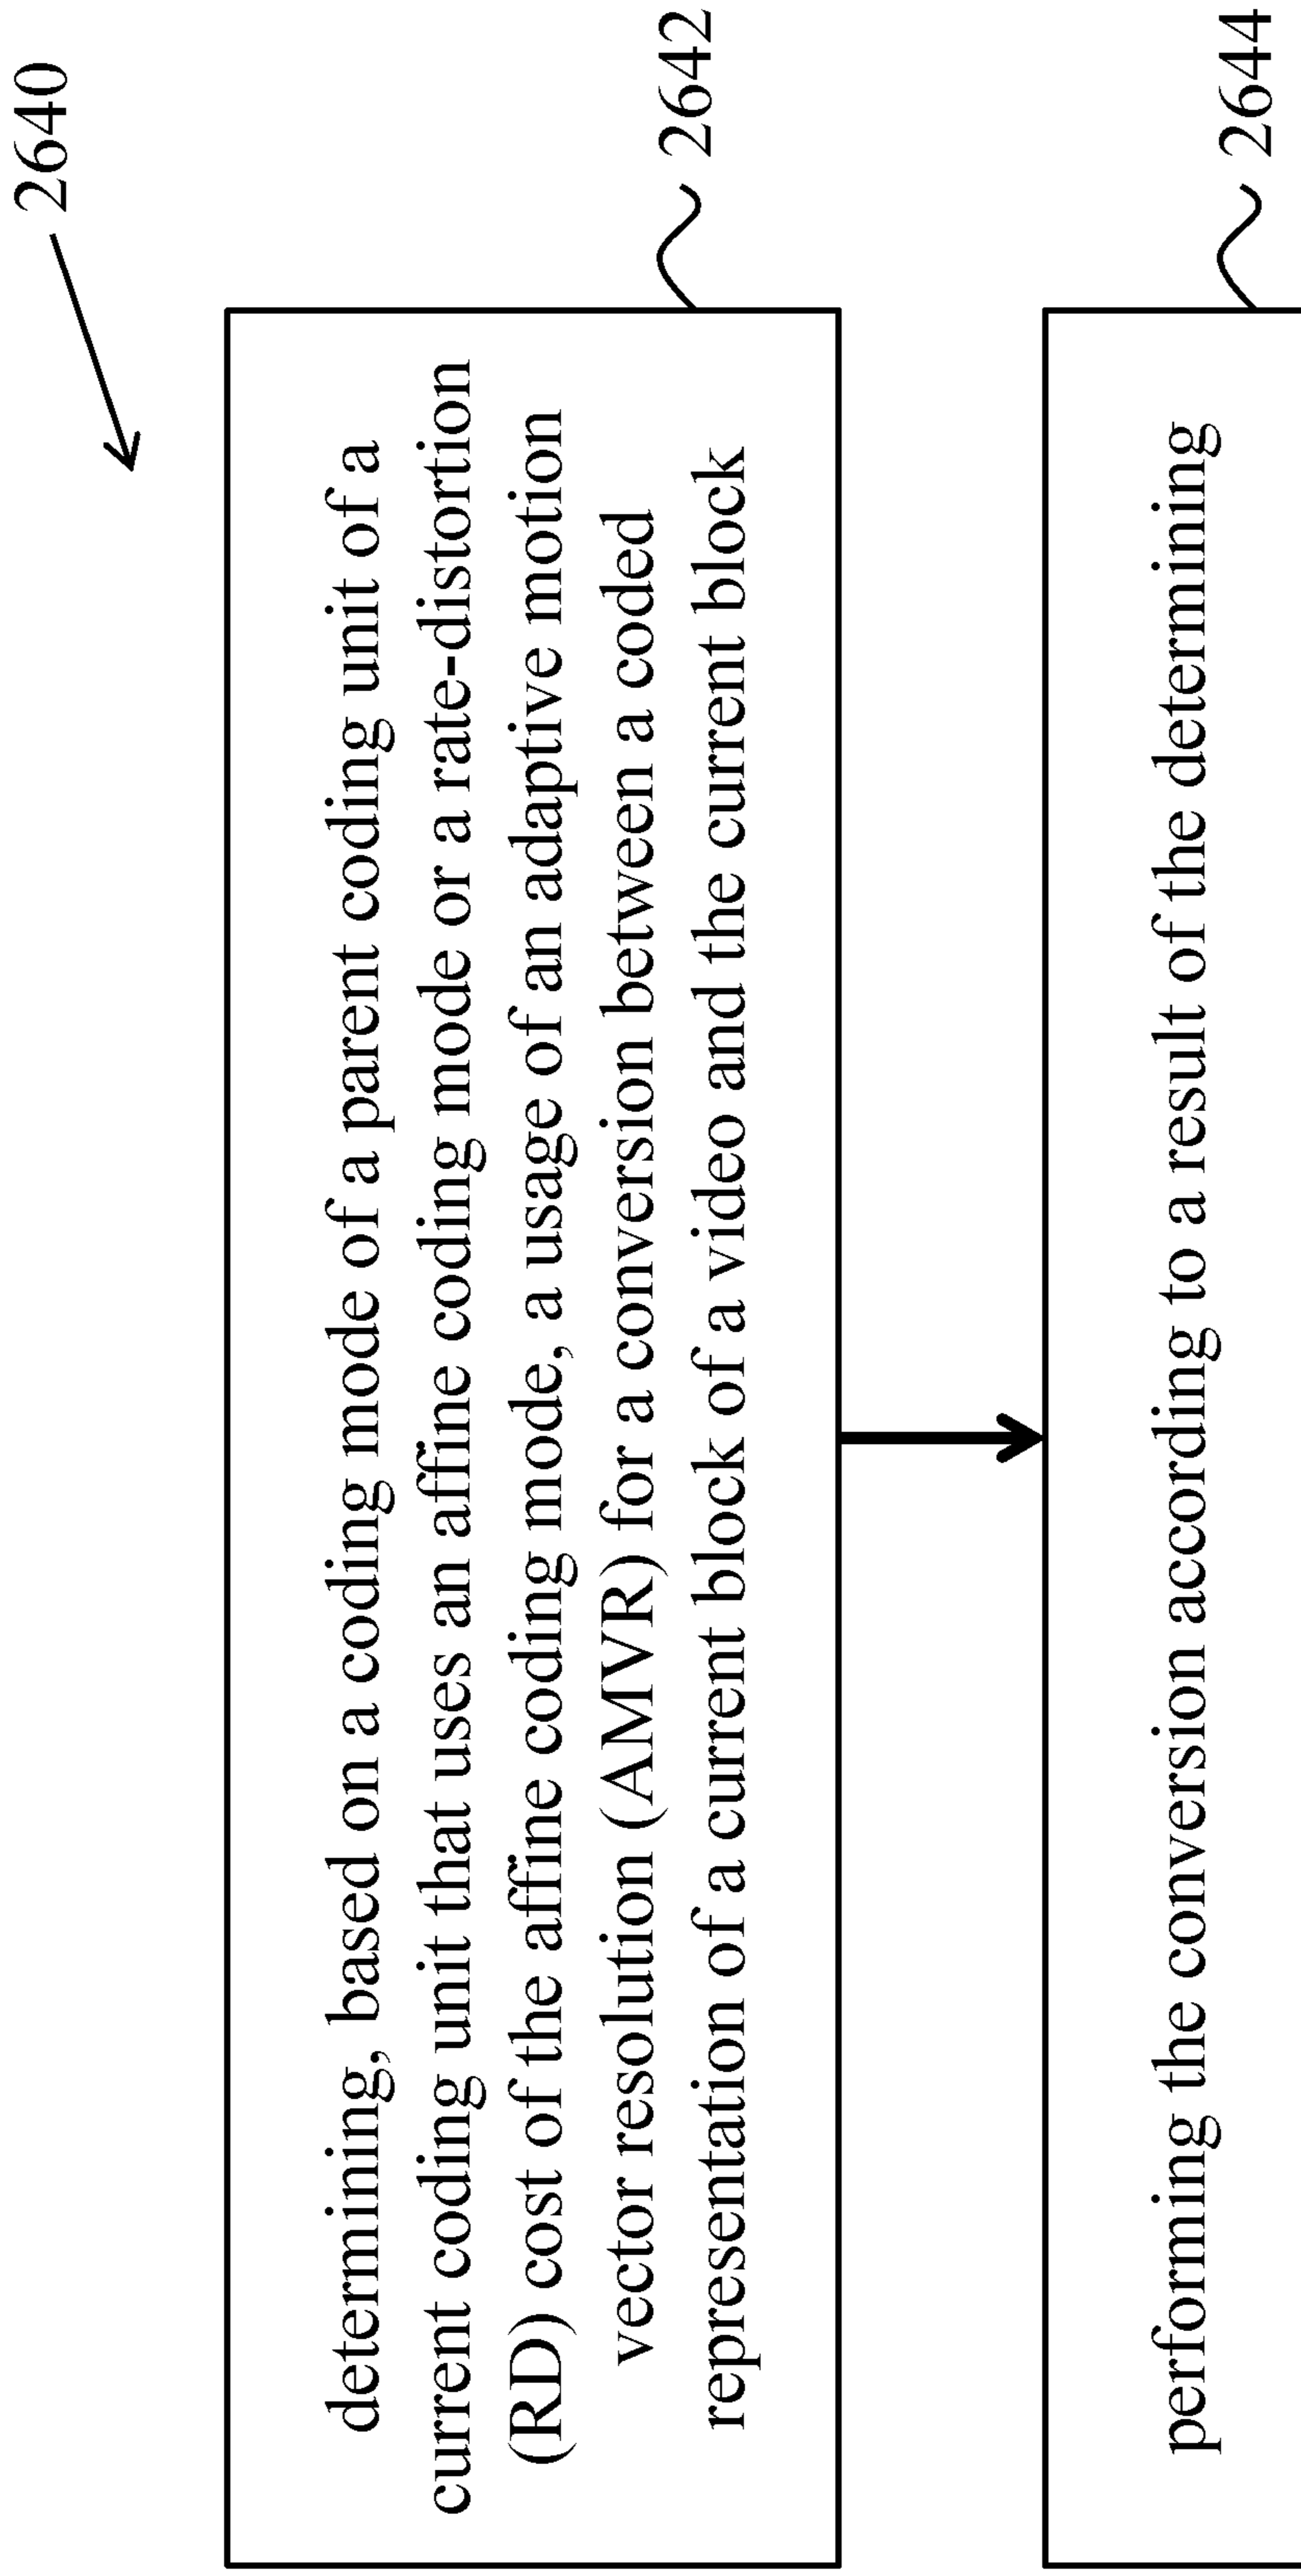 2640
determining, based on a coding mode of a parent coding unit of a
current coding unit that uses an affine coding mode or a rate-distortion
(RD) cost of the affine coding mode, a usage of an adaptive motion
vector resolution (AMVR) for a conversion between a coded
representation of a current block of a video and the current block
2642
performing the conversion according to a result of the determining
2644